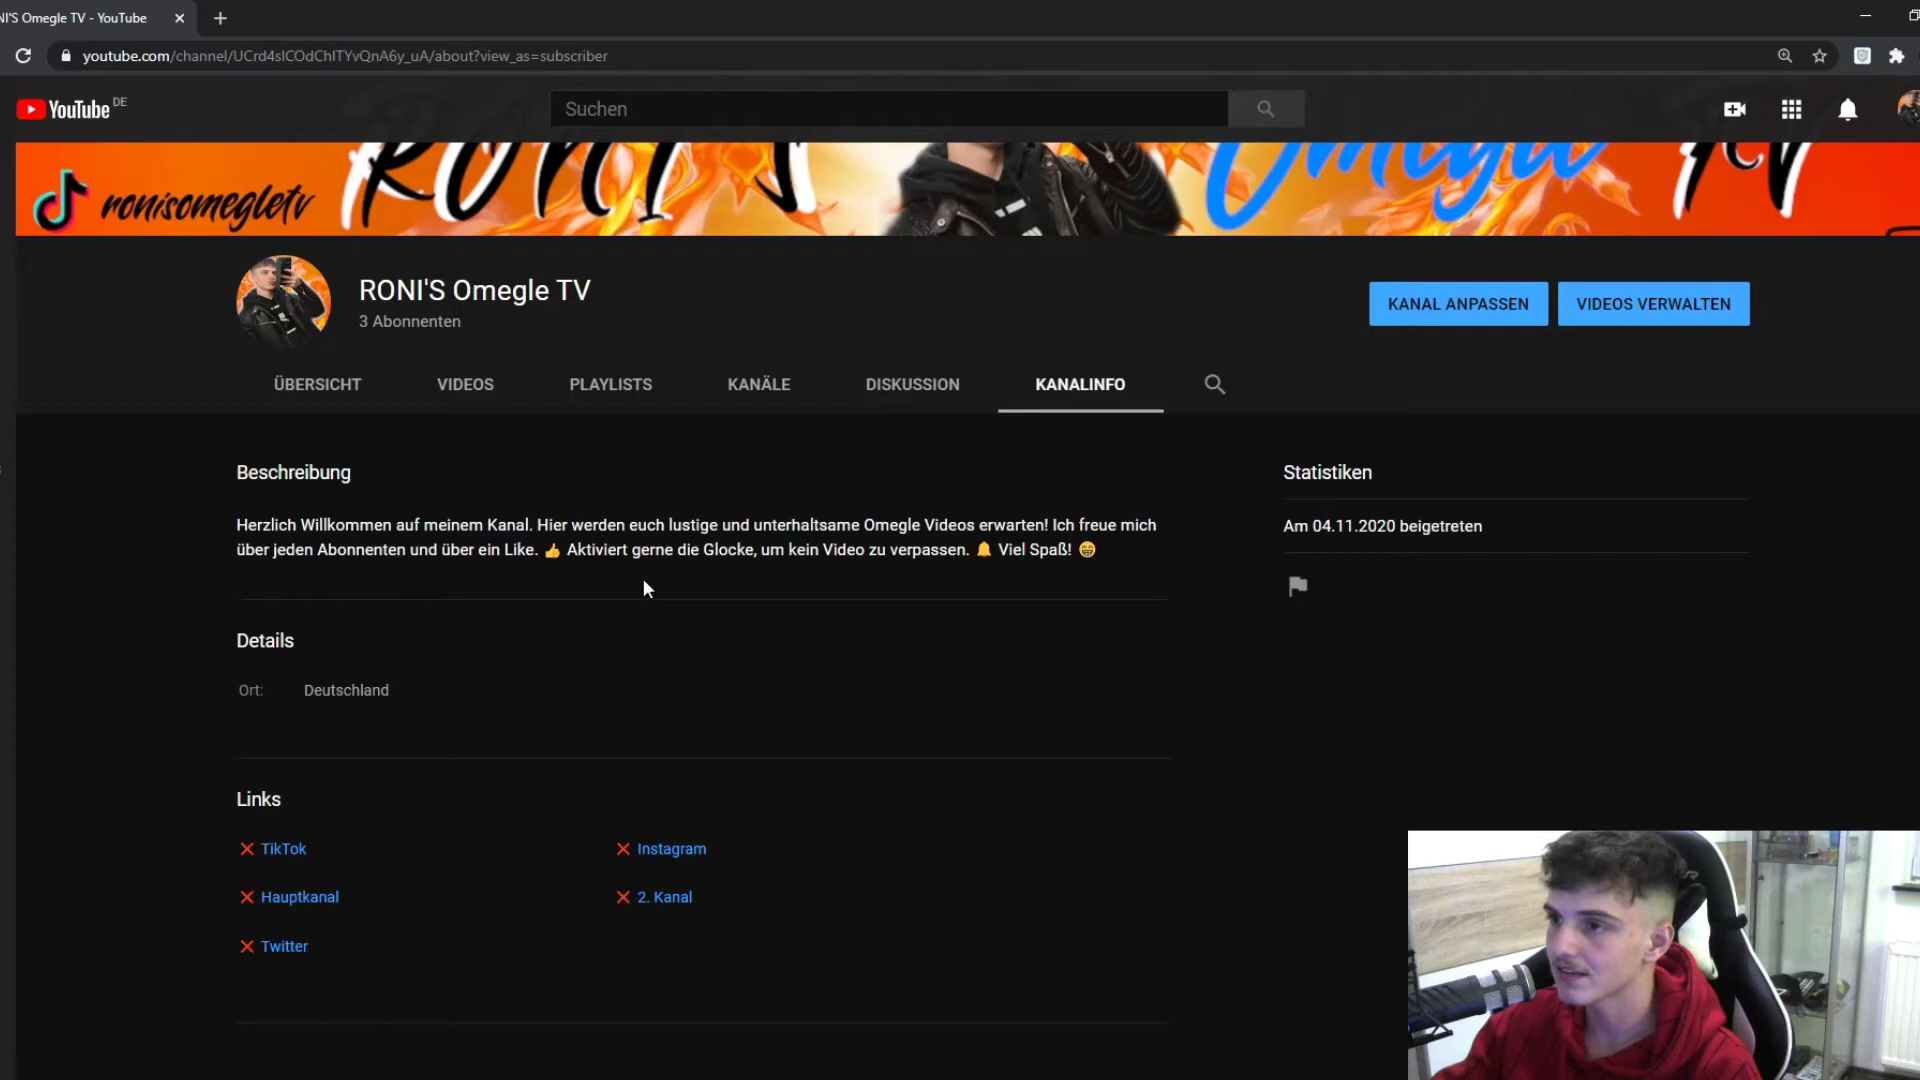 NI'S Omegle TV - YouTube
youtube.com/channel/UCrd4sICOdChITYvQnA6y_uA/about?view_as=subscriber
YouTube DE
Suchen
ronisomegletv
RONI'S Omegle TV
RONI'S Omegle TV
3 Abonnenten
KANAL ANPASSEN
VIDEOS VERWALTEN
ÜBERSICHT VIDEOS PLAYLISTS KANÄLE DISKUSSION KANALINFO
Beschreibung
Herzlich Willkommen auf meinem Kanal. Hier werden euch lustige und unterhaltsame Omegle Videos erwarten! Ich freue mich
über jeden Abonnenten und über ein Like. 👍 Aktiviert gerne die Glocke, um kein Video zu verpassen. 🔔 Viel Spaß! 😁
Statistiken
Am 04.11.2020 beigetreten
Details
Ort: Deutschland
Links
TikTok
Instagram
Hauptkanal
2. Kanal
Twitter